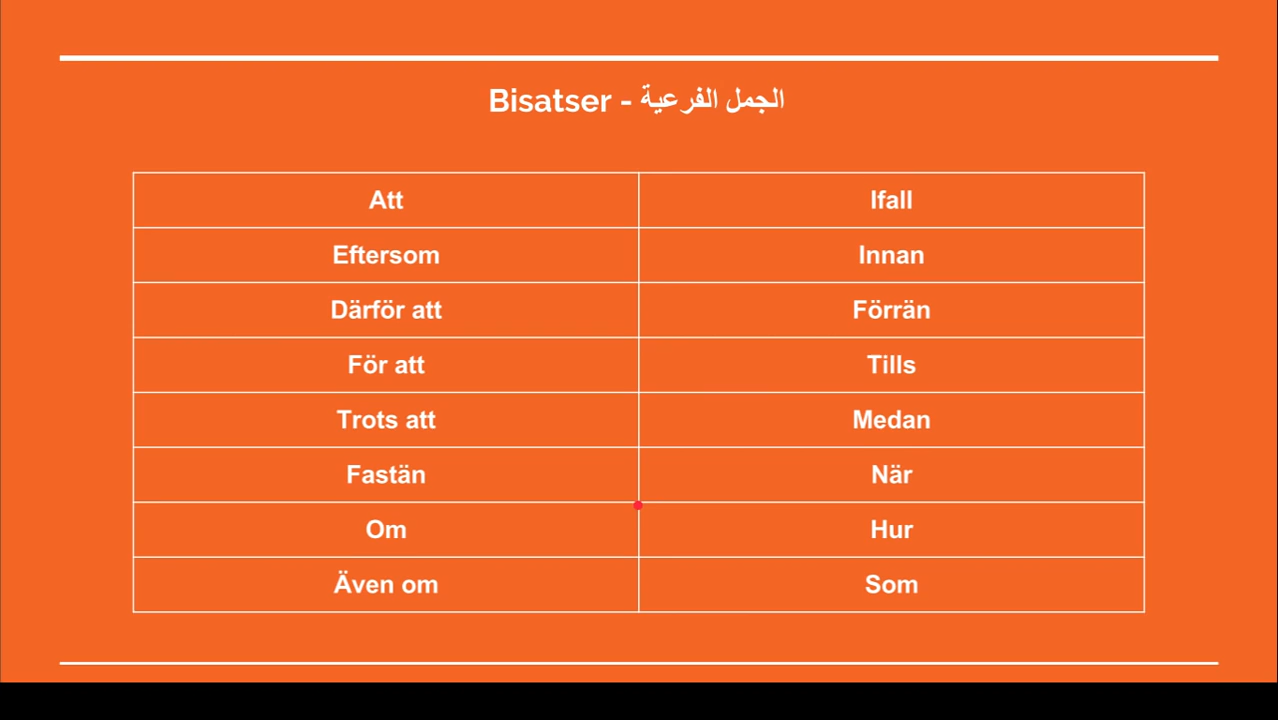 Bisatser - الجمل الفرعية
Att Ifall
Eftersom Innan
Därför att Förrän
För att Tills
Trots att Medan
Fastän När
Om Hur
Även om Som